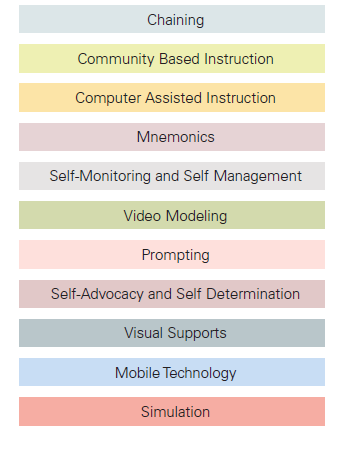 Chaining
Community Based Instruction
Computer Assisted Instruction
Mnemonics
Self-Monitoring and Self Management
Video Modeling
Prompting
Self-Advocacy and Self Determination
Visual Supports
Mobile Technology
Simulation